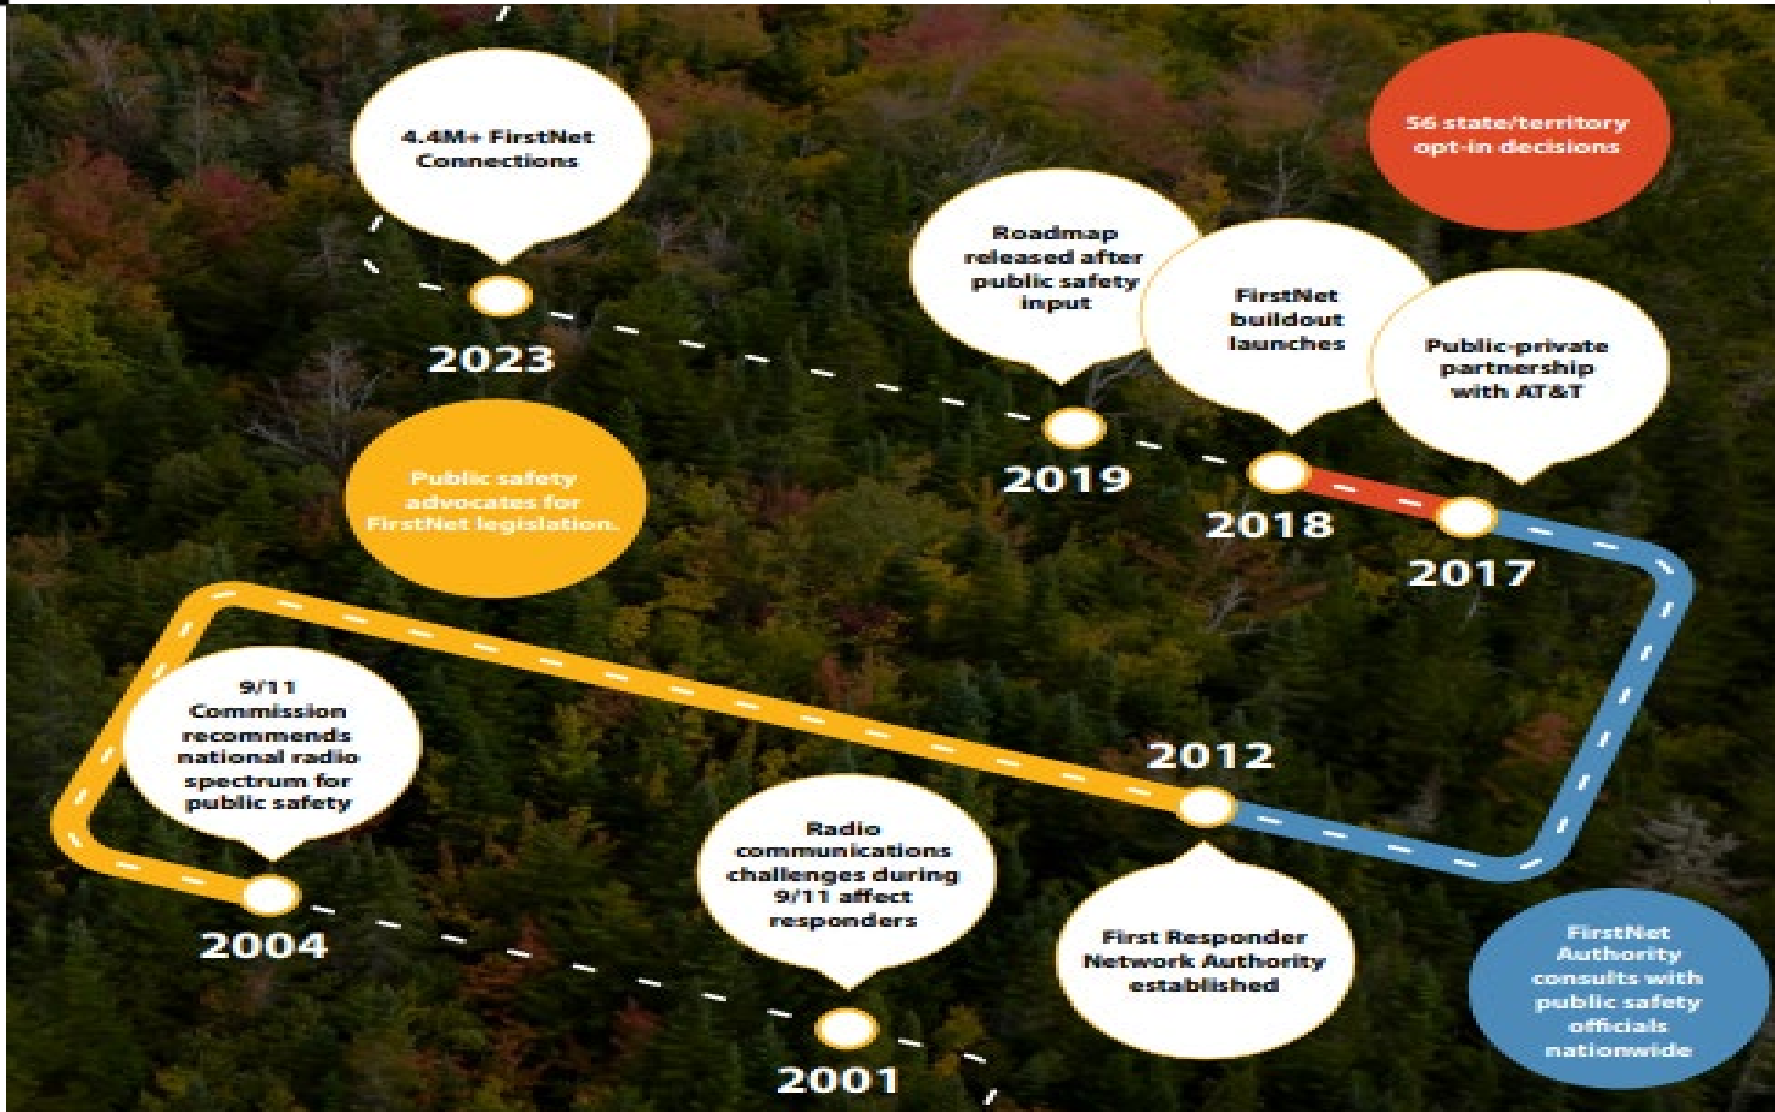 4.4M+ FirstNet
Connections
2023
56 state/territory
opt-in decisions
Roadmap
released after
public safety
input
2019
FirstNet
buildout
launches
2018
Public-private
partnership
with AT&T
2017
Public safety
advocates for
FirstNet legislation.
9/11
Commission
recommends
national radio
spectrum for
public safety
2004
Radio
communications
challenges during
9/11 affect
responders
2001
2012
First Responder
Network Authority
established
FirstNet
Authority
consults with
public safety
officials
nationwide